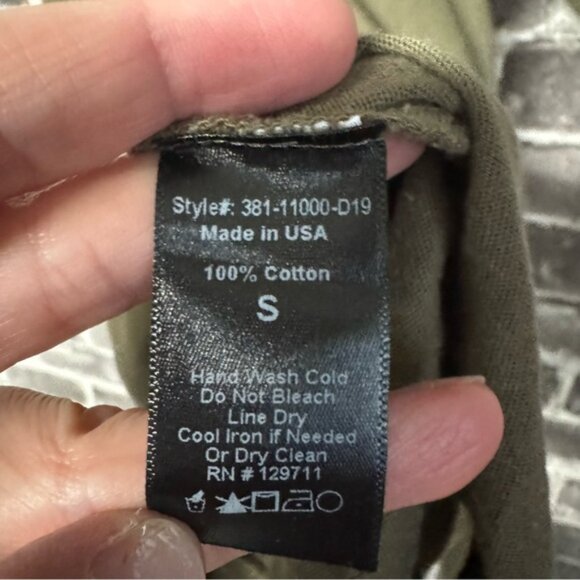 Style#: 381-11000-D19
Made in USA
100% Cotton
S
Hand Wash Cold
Do Not Bleach
Line Dry
Cool Iron if Needed
Or Dry Clean
RN # 129711